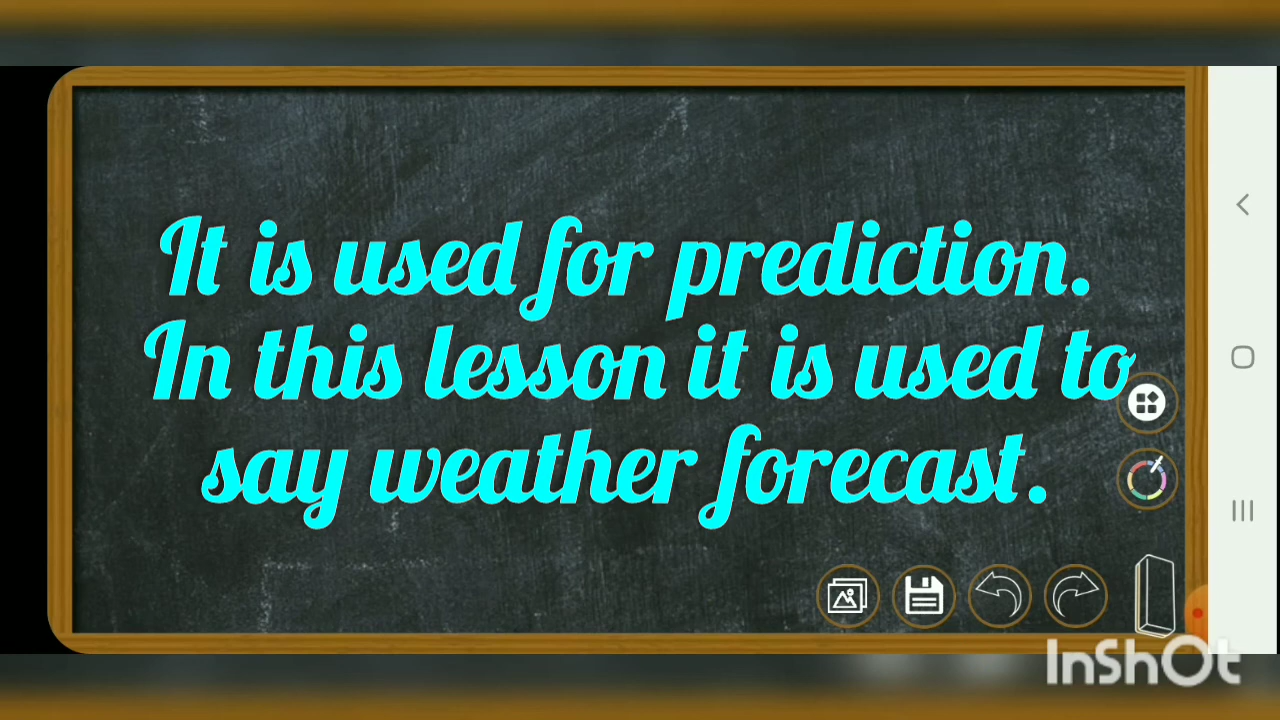 It is used for prediction.
In this lesson it is used to
say weather forecast.
InShOt